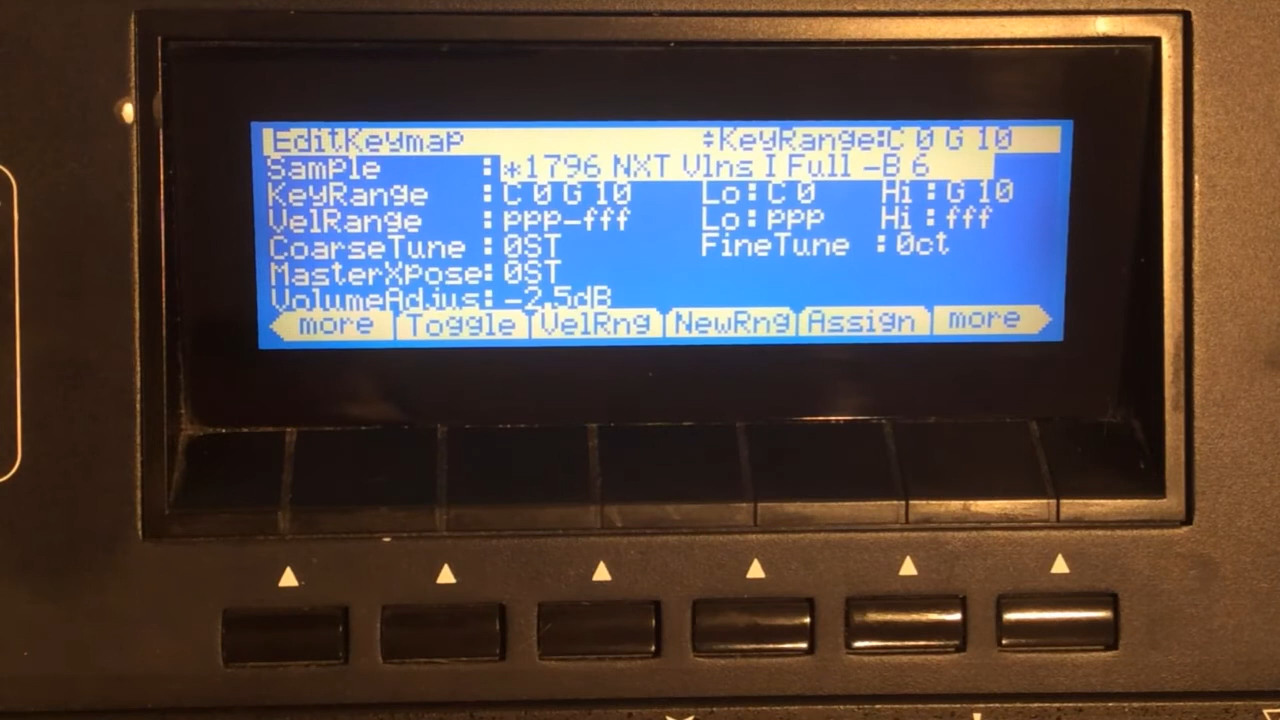 EditKeymap ♦KeyRange:C 0 G 10
Sample :*1796 NXT Vlns I Full -B 6
KeyRange :C 0 G 10 Lo:C 0 Hi:G 10
VelRange :ppp-fff Lo:ppp Hi:fff
CoarseTune :0ST FineTune :0ct
MasterXpose:0ST
VolumeAdjus:-2.5dB
more Toggle VelRng NewRng Assign more